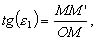 tg(ε₁) = MM'/OM,